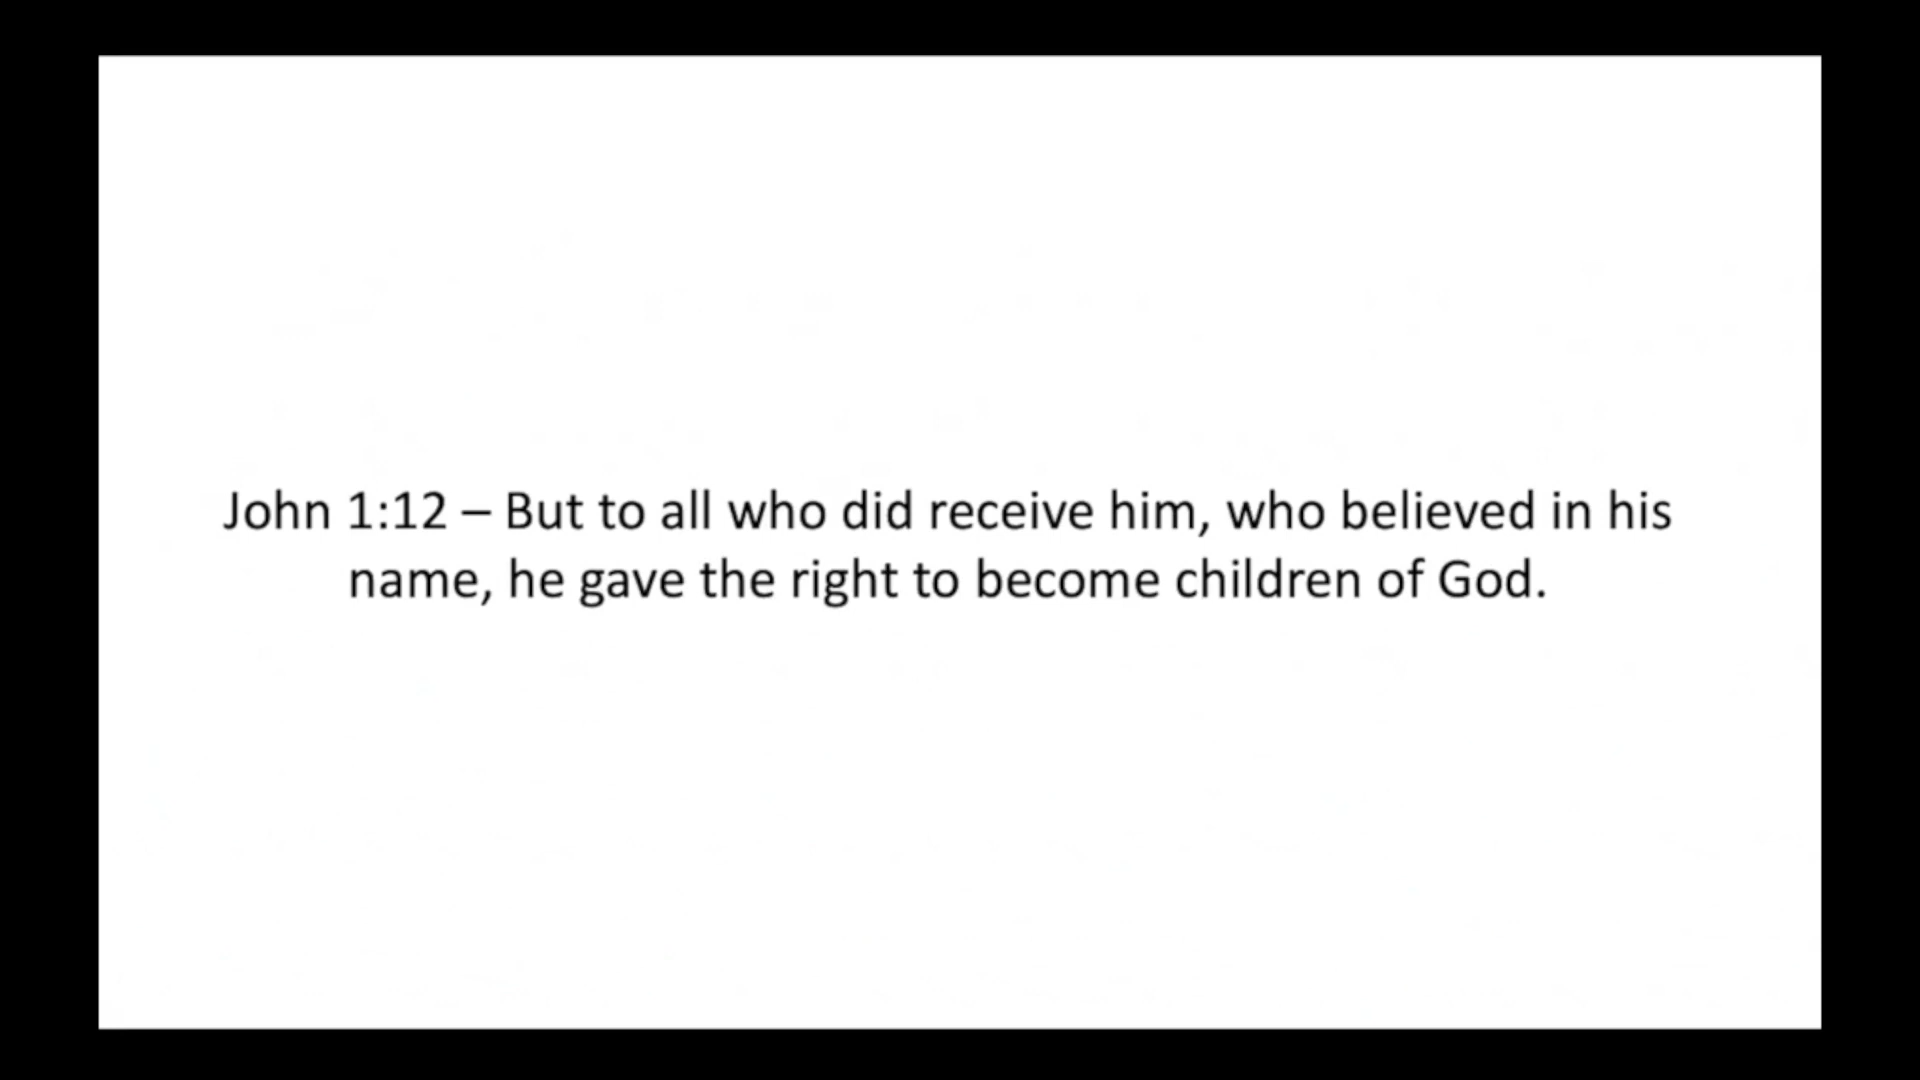 John 1:12 – But to all who did receive him, who believed in his
name, he gave the right to become children of God.